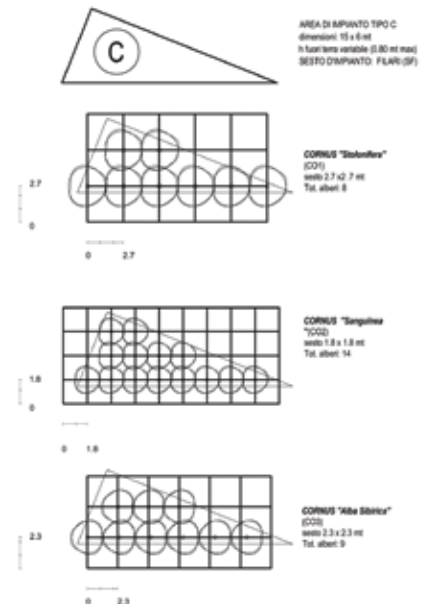 C
AREA DI IMPIANTO TIPO C
dimensioni: 15 x 6 mt
h fuori terra variabile (0.80 mt max)
SESTO D'IMPIANTO: FILARI (SF)
CORNUS "Stolonifera"
(CO1)
sesto 2.7 x2 .7 mt
Tot. alberi: 8
2.7
0
0 2.7
CORNUS "Sanguinea
"(CO2)
sesto 1.8 x 1.8 mt
Tot. alberi: 14
1.8
0
0 1.8
CORNUS "Alba Sibirica"
(CO3)
sesto 2.3 x 2.3 mt
Tot. alberi: 9
2.3
0
0 2.3